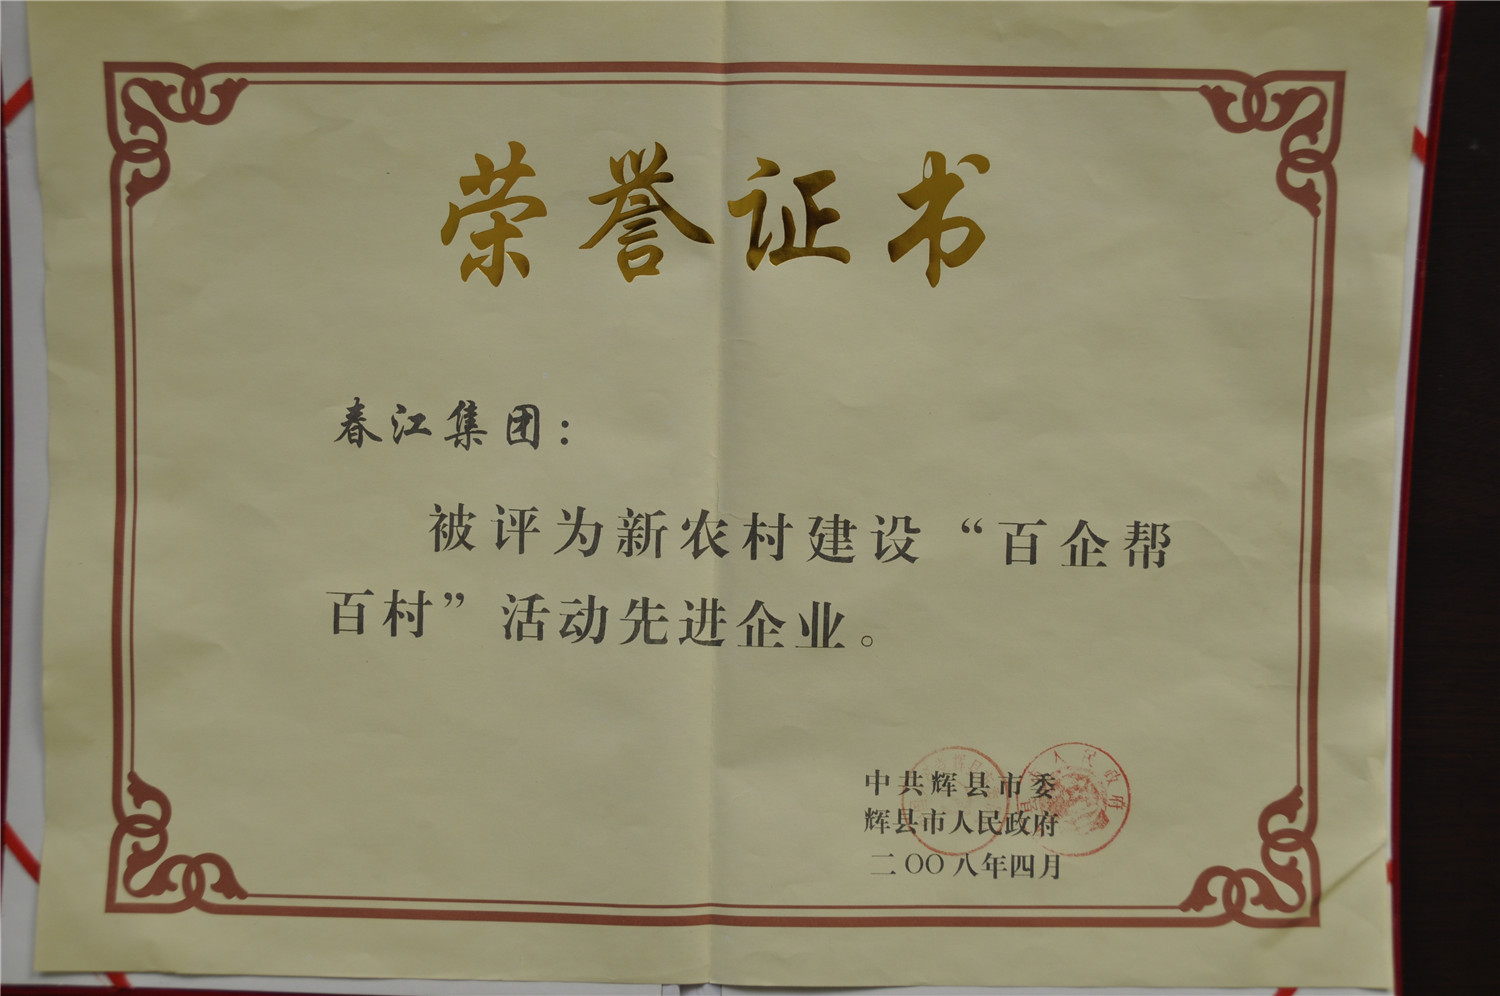 荣誉证书
春江集团：
被评为新农村建设“百企帮
百村”活动先进企业。
中共辉县市委
辉县市人民政府
二〇〇八年四月